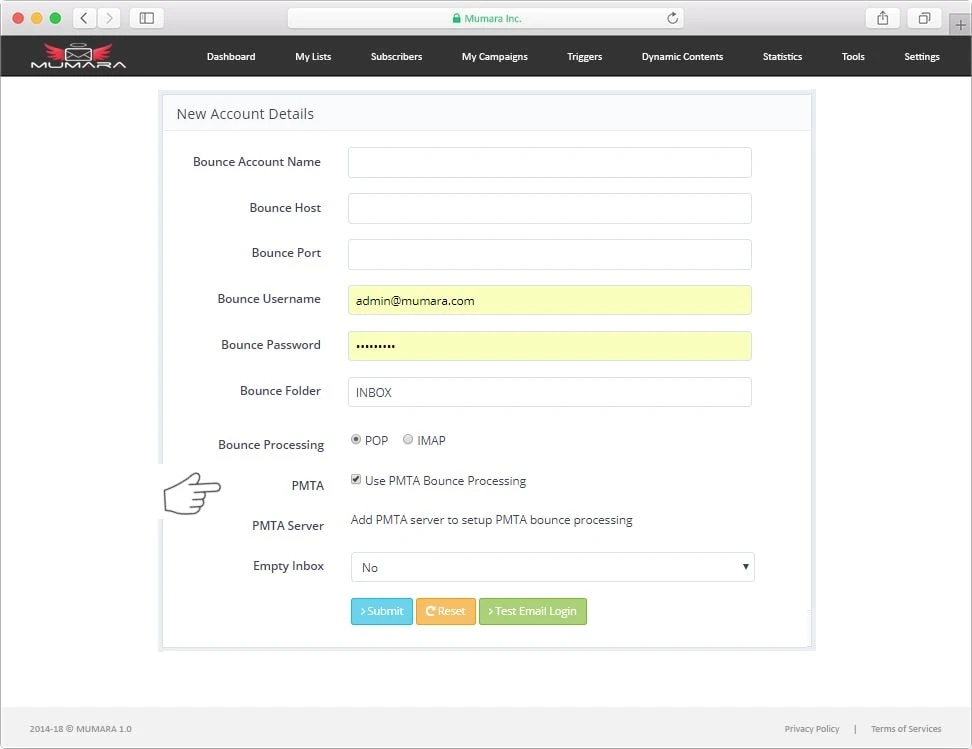 Mumara Inc.
MUMARA Dashboard My Lists Subscribers My Campaigns Triggers Dynamic Contents Statistics Tools Settings
New Account Details
Bounce Account Name
Bounce Host
Bounce Port
Bounce Username admin@mumara.com
Bounce Password •••••••••
Bounce Folder INBOX
Bounce Processing POP IMAP
PMTA Use PMTA Bounce Processing
PMTA Server Add PMTA server to setup PMTA bounce processing
Empty Inbox No
Submit Reset Test Email Login
2014-18 © MUMARA 1.0 Privacy Policy | Terms of Services